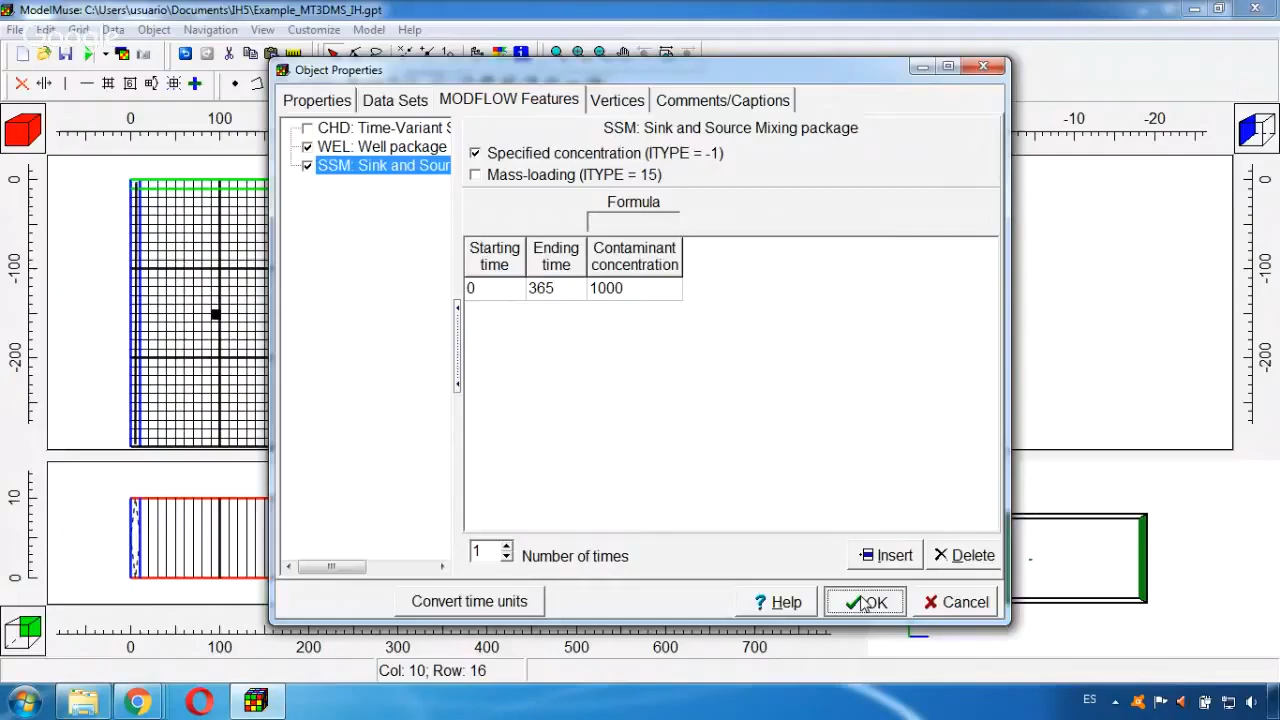 ModelMuse: C:\Users\usuario\Documents\IH5\Example_MT3DMS_IH.gpt
File Edit Grid Data Object Navigation View Customize Model Help
Google
Object Properties
Properties Data Sets MODFLOW Features Vertices Comments/Captions
CHD: Time-Variant S
WEL: Well package
SSM: Sink and Sour
SSM: Sink and Source Mixing package
Specified concentration (ITYPE = -1)
Mass-loading (ITYPE = 15)
Formula
Starting time Ending time Contaminant concentration
0 365 1000
1 Number of times Insert Delete
Convert time units Help OK Cancel
0 100 -10 -20
0
-100
-200
0
-100
-200
10
0
0 100 200 300 400 500 600 700
Col: 10; Row: 16
ES